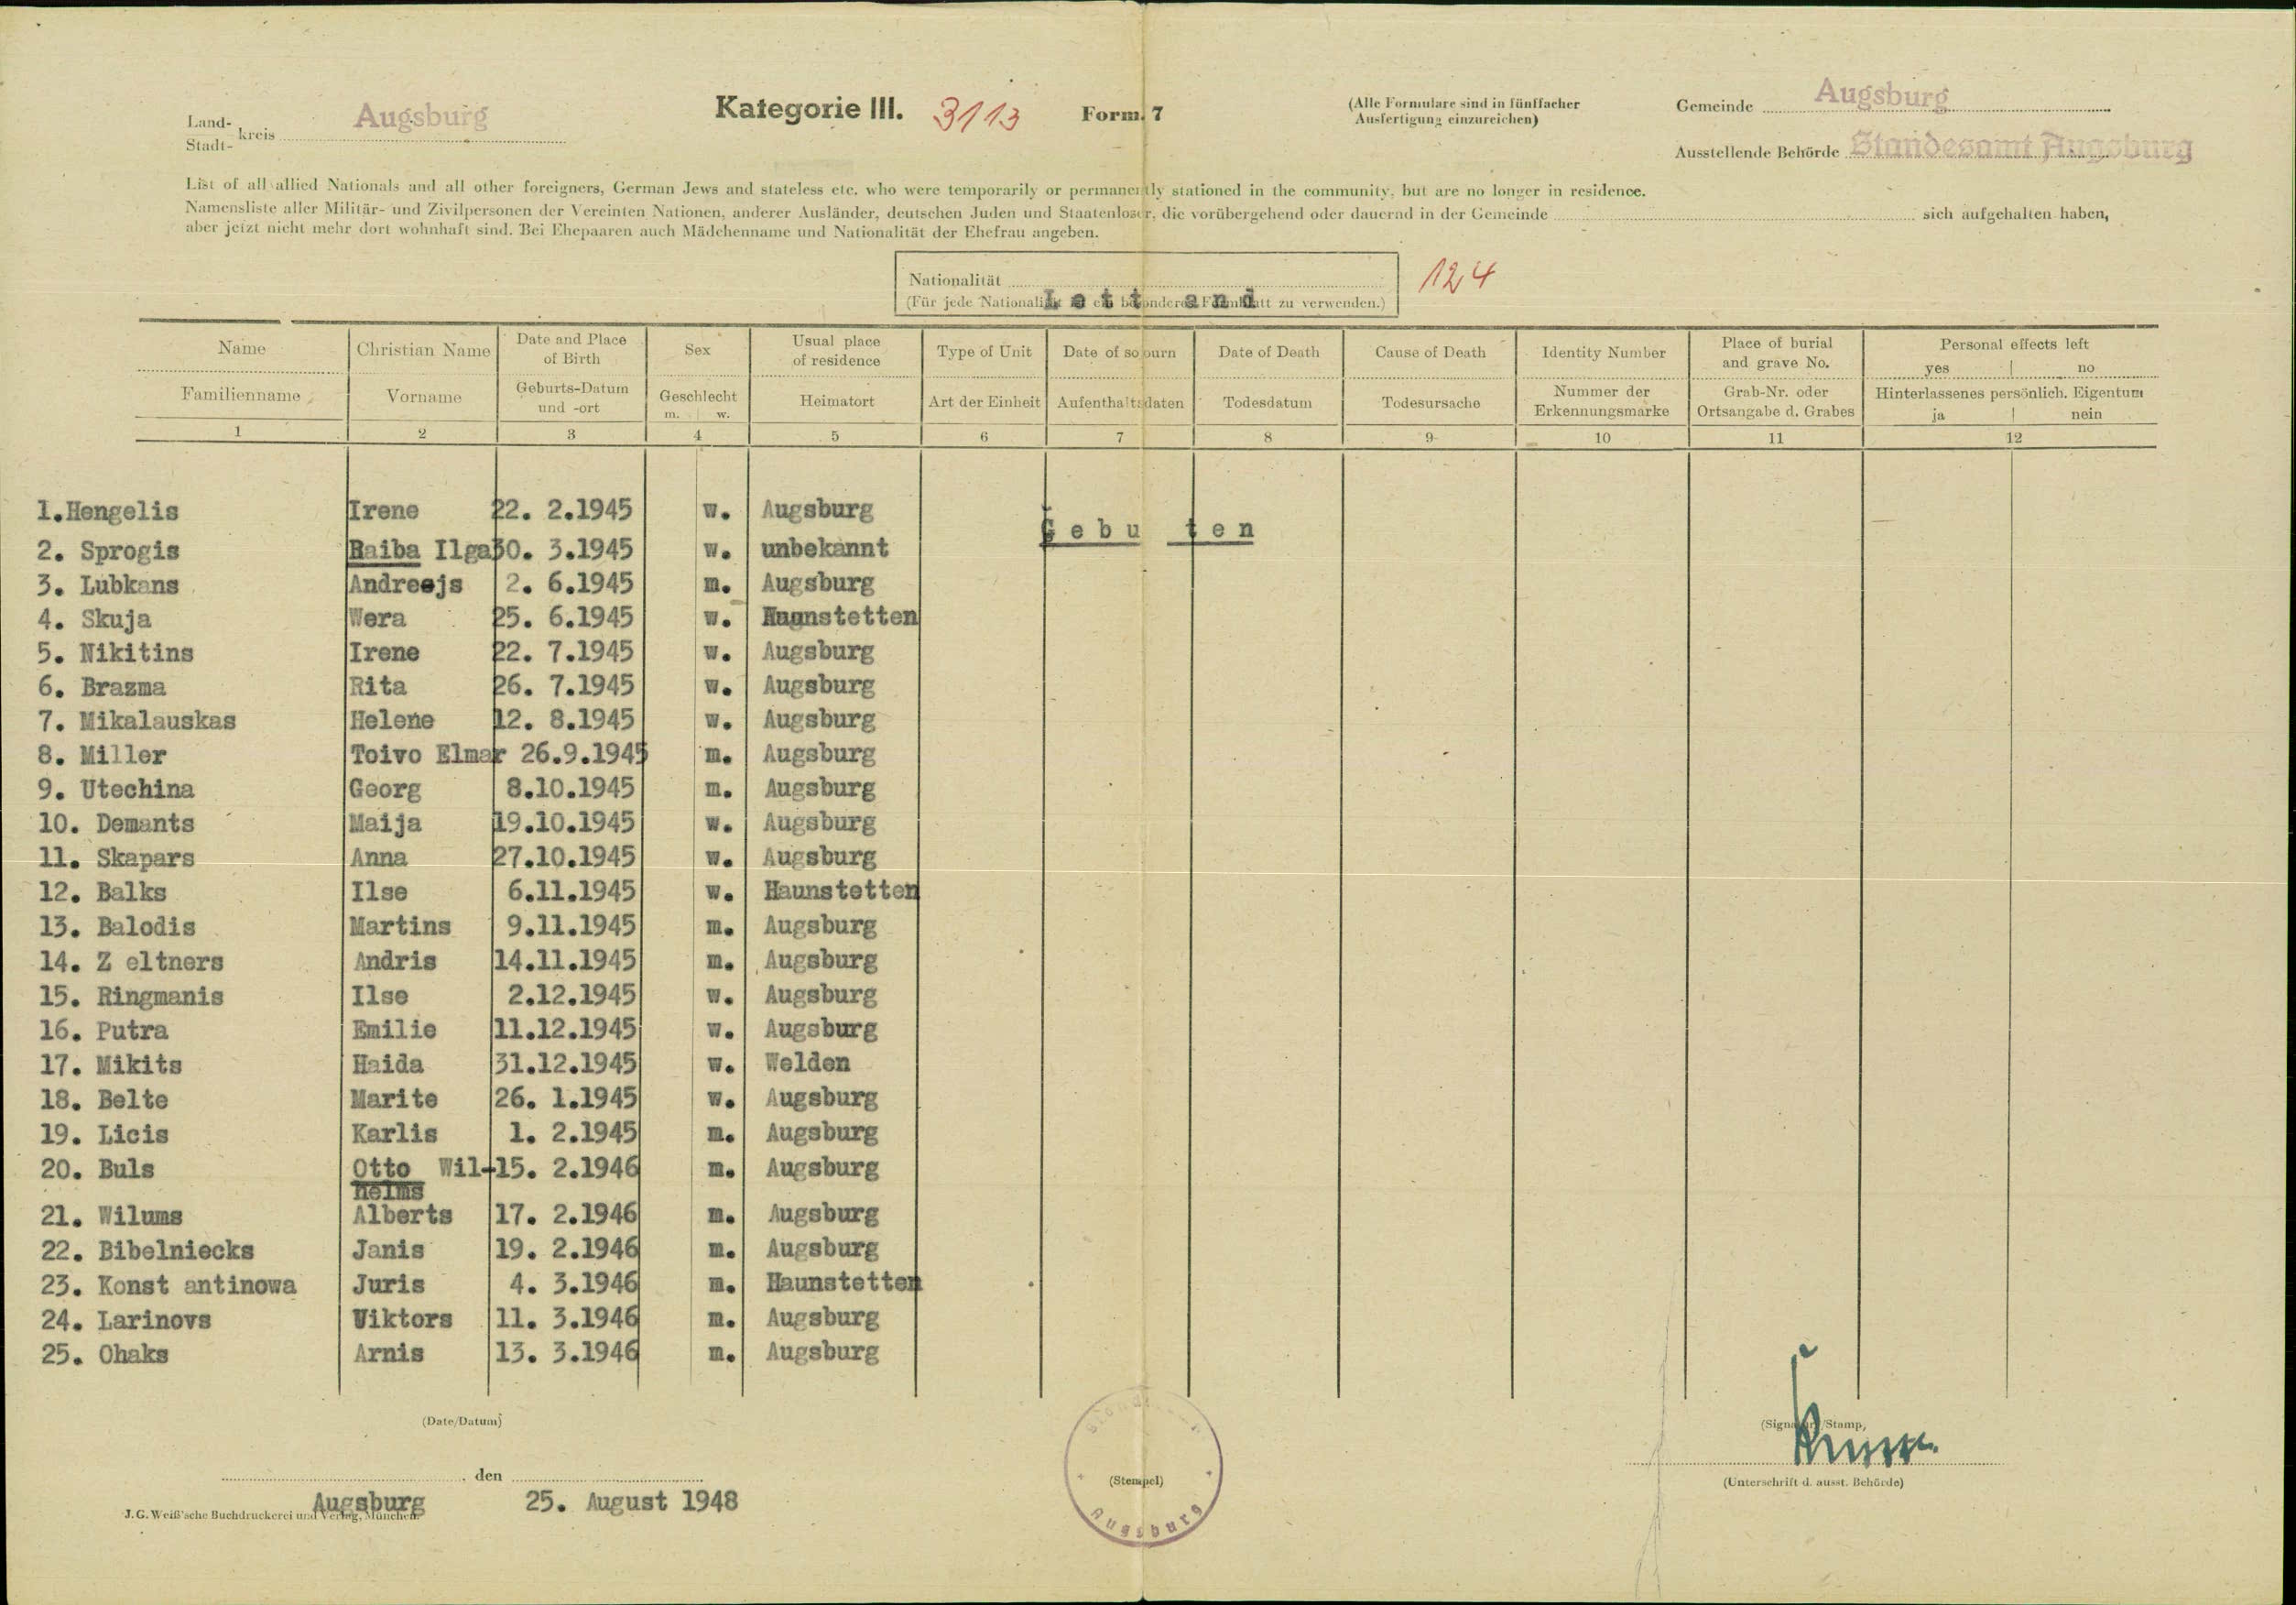 Land-
Stadt- kreis Augsburg
Kategorie III. 3113 Form. 7
(Alle Formulare sind in fünffacher
Ausfertigung einzureichen)
Gemeinde Augsburg
Ausstellende Behörde Standesamt Augsburg
List of all allied Nationals and all other foreigners, German Jews and stateless etc. who were temporarily or permanently stationed in the community, but are no longer in residence.
Namensliste aller Militär- und Zivilpersonen der Vereinten Nationen, anderer Ausländer, deutschen Juden und Staatenloser, die vorübergehend oder dauernd in der Gemeinde sich aufgehalten haben,
aber jetzt nicht mehr dort wohnhaft sind. Bei Ehepaaren auch Mädchenname und Nationalität der Ehefrau angeben.
Nationalität
Lett and
(Für jede Nationalität ist ein besonderes Formblatt zu verwenden.)
124
Name Christian Name Date and Place of Birth Sex Usual place of residence Type of Unit Date of sojourn Date of Death Cause of Death Identity Number Place of burial and grave No. Personal effects left yes no
Familienname Vorname Geburts-Datum und -ort Geschlecht m. w. Heimatort Art der Einheit Aufenthaltsdaten Todesdatum Todesursache Nummer der Erkennungsmarke Grab-Nr. oder Ortsangabe d. Grabes Hinterlassenes persönlich. Eigentum ja nein
1 2 3 4 5 6 7 8 9 10 11 12
1. Hengelis Irene 22. 2.1945 w. Augsburg
Gebu ten
2. Sprogis Raiba Ilga 30. 3.1945 w. unbekannt
3. Lubkans Andreejs 2. 6.1945 m. Augsburg
4. Skuja Wera 25. 6.1945 w. Haunstetten
5. Nikitins Irene 22. 7.1945 w. Augsburg
6. Brazma Rita 26. 7.1945 w. Augsburg
7. Mikalauskas Helene 12. 8.1945 w. Augsburg
8. Miller Toivo Elmar 26.9.1945 m. Augsburg
9. Utechina Georg 8.10.1945 m. Augsburg
10. Demants Maija 19.10.1945 w. Augsburg
11. Skapars Anna 27.10.1945 w. Augsburg
12. Balks Ilse 6.11.1945 w. Haunstetten
13. Balodis Martins 9.11.1945 m. Augsburg
14. Z eltners Andris 14.11.1945 m. Augsburg
15. Ringmanis Ilse 2.12.1945 w. Augsburg
16. Putra Emilie 11.12.1945 w. Augsburg
17. Mikits Haida 31.12.1945 w. Welden
18. Belte Marite 26. 1.1945 w. Augsburg
19. Licis Karlis 1. 2.1945 m. Augsburg
20. Buls Otto Wil- 15. 2.1946 m. Augsburg
helms
21. Wilums Alberts 17. 2.1946 m. Augsburg
22. Bibelniecks Janis 19. 2.1946 m. Augsburg
23. Konst antinowa Juris 4. 3.1946 m. Haunstetten
24. Larinovs Viktors 11. 3.1946 m. Augsburg
25. Ohaks Arnis 13. 3.1946 m. Augsburg
(Date/Datum)
(Signature/Stamp)
, den
Augsburg 25. August 1948
(Stempel)
Augsburg
(Unterschrift d. ausst. Behörde)
J. G. Weiß'sche Buchdruckerei und Verlag, München